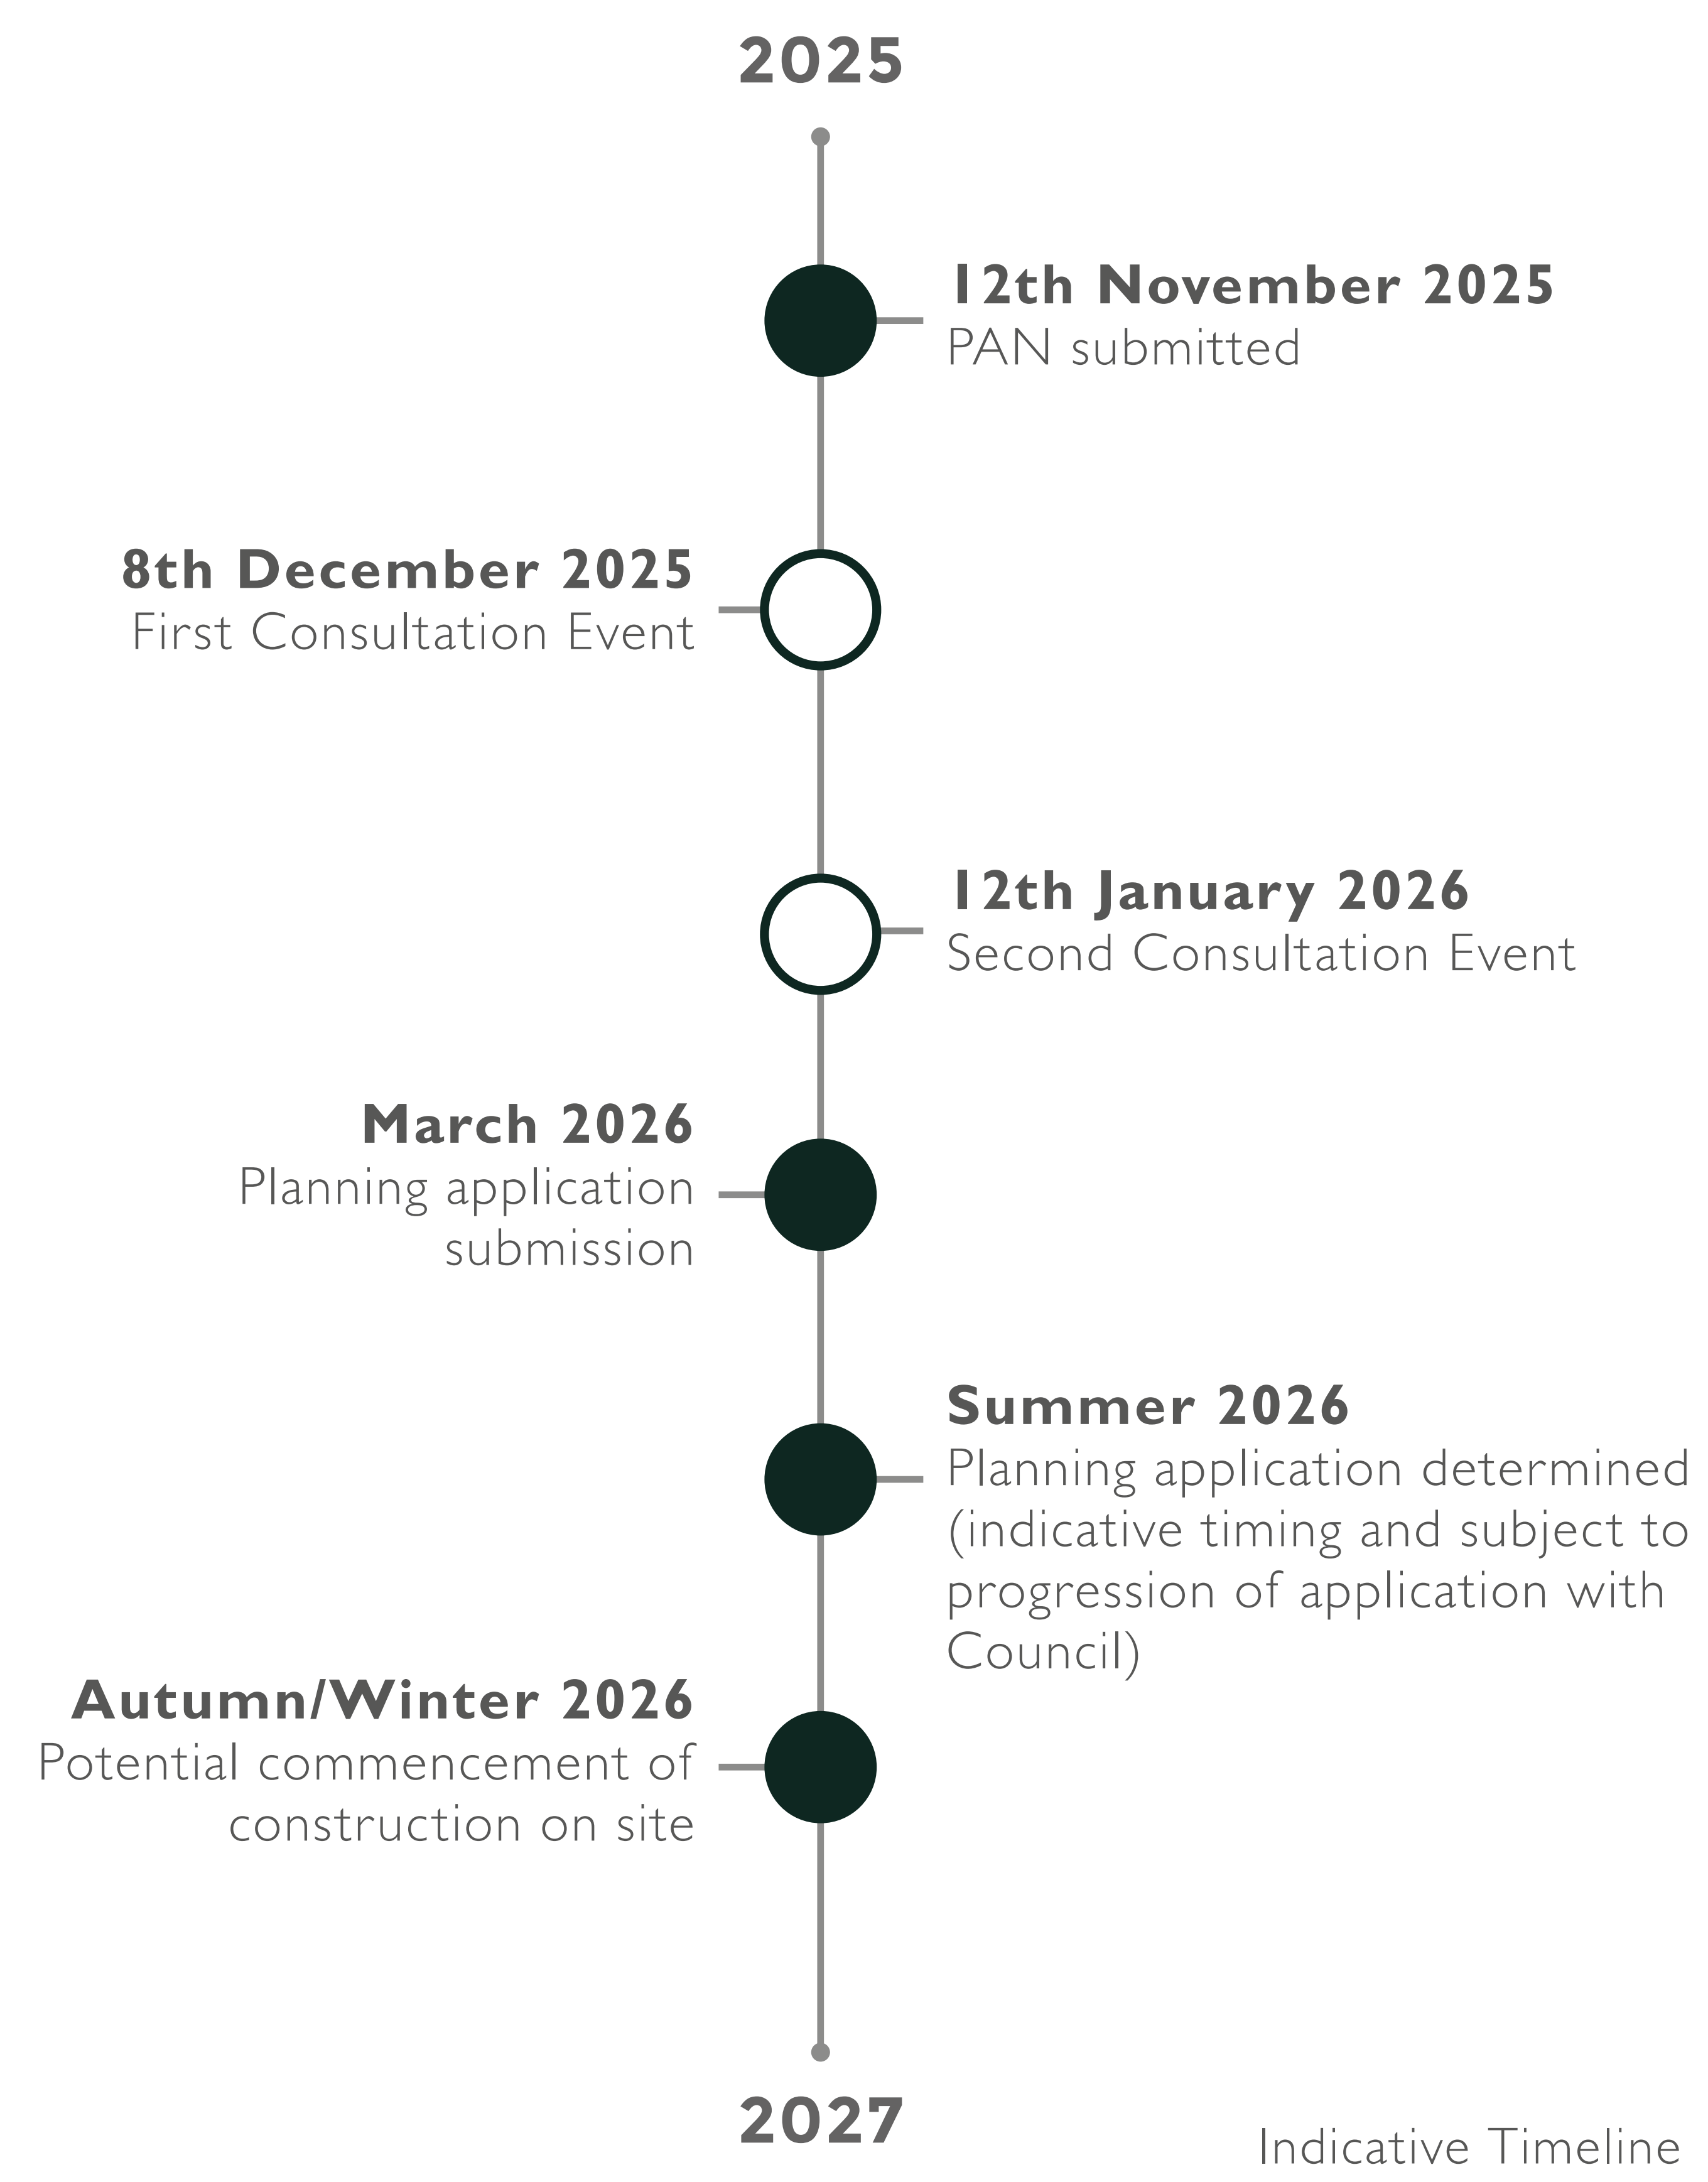 2025
12th November 2025
PAN submitted
8th December 2025
First Consultation Event
12th January 2026
Second Consultation Event
March 2026
Planning application
submission
Summer 2026
Planning application determined
(indicative timing and subject to
progression of application with
Council)
Autumn/Winter 2026
Potential commencement of
construction on site
2027
Indicative Timeline